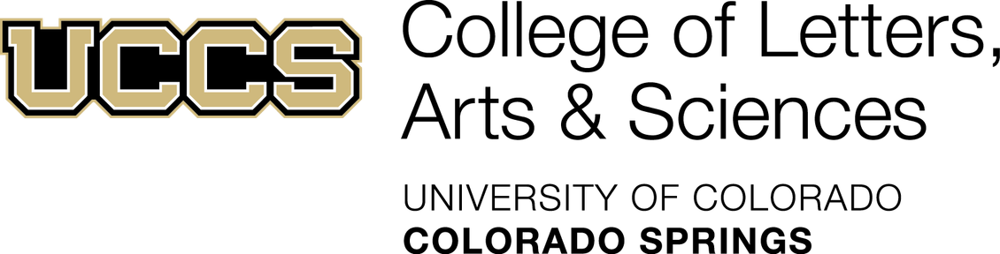 UCCS
College of Letters,
Arts & Sciences
UNIVERSITY OF COLORADO
COLORADO SPRINGS